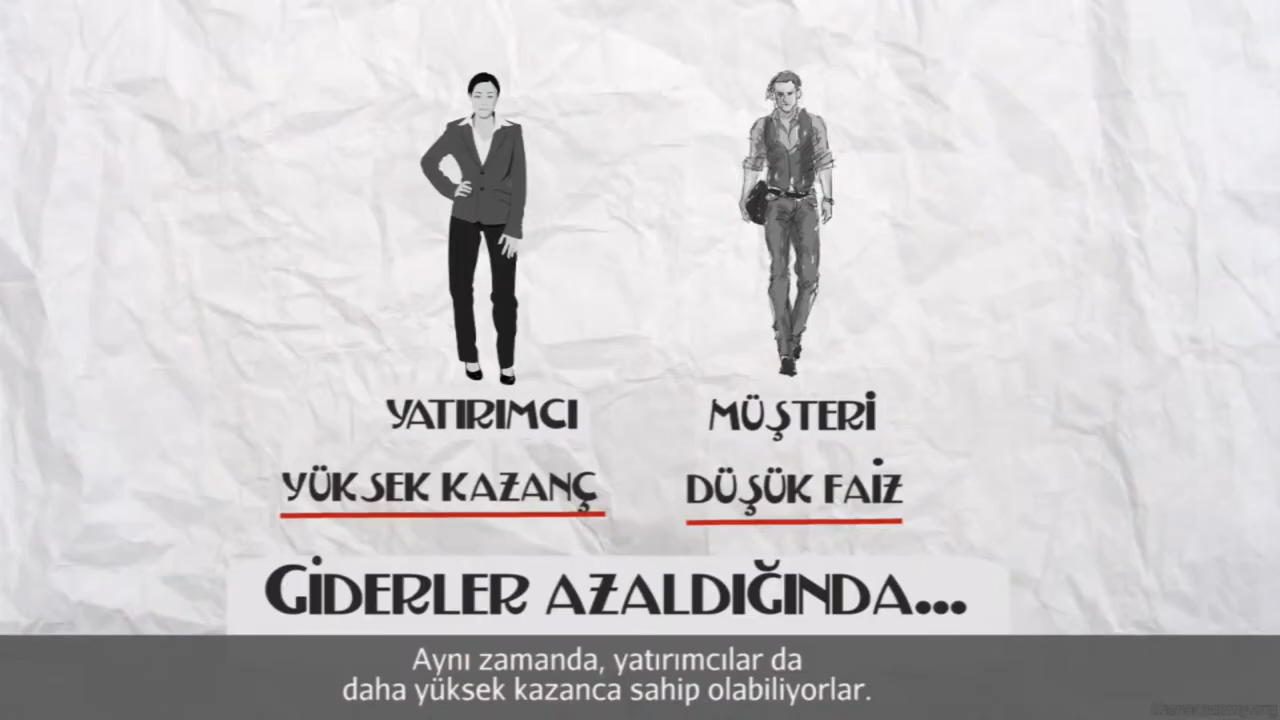 YATIRIMCI MÜŞTERİ
YÜKSEK KAZANÇ DÜŞÜK FAİZ
GİDERLER AZALDIĞINDA...
Aynı zamanda, yatırımcılar da
daha yüksek kazanca sahip olabiliyorlar.